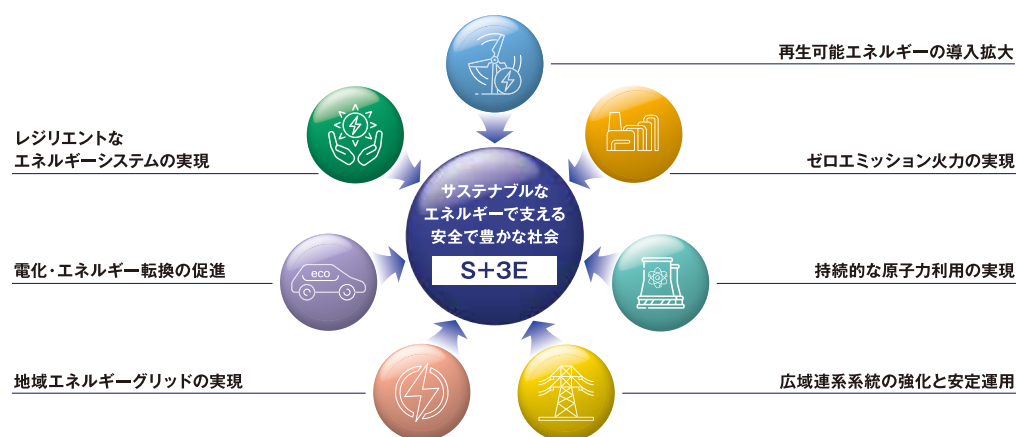 再生可能エネルギーの導入拡大
レジリエントな
エネルギーシステムの実現
ゼロエミッション火力の実現
サステナブルな
エネルギーで支える
安全で豊かな社会
S+3E
電化・エネルギー転換の促進
eco
持続的な原子力利用の実現
地域エネルギーグリッドの実現
広域連系系統の強化と安定運用